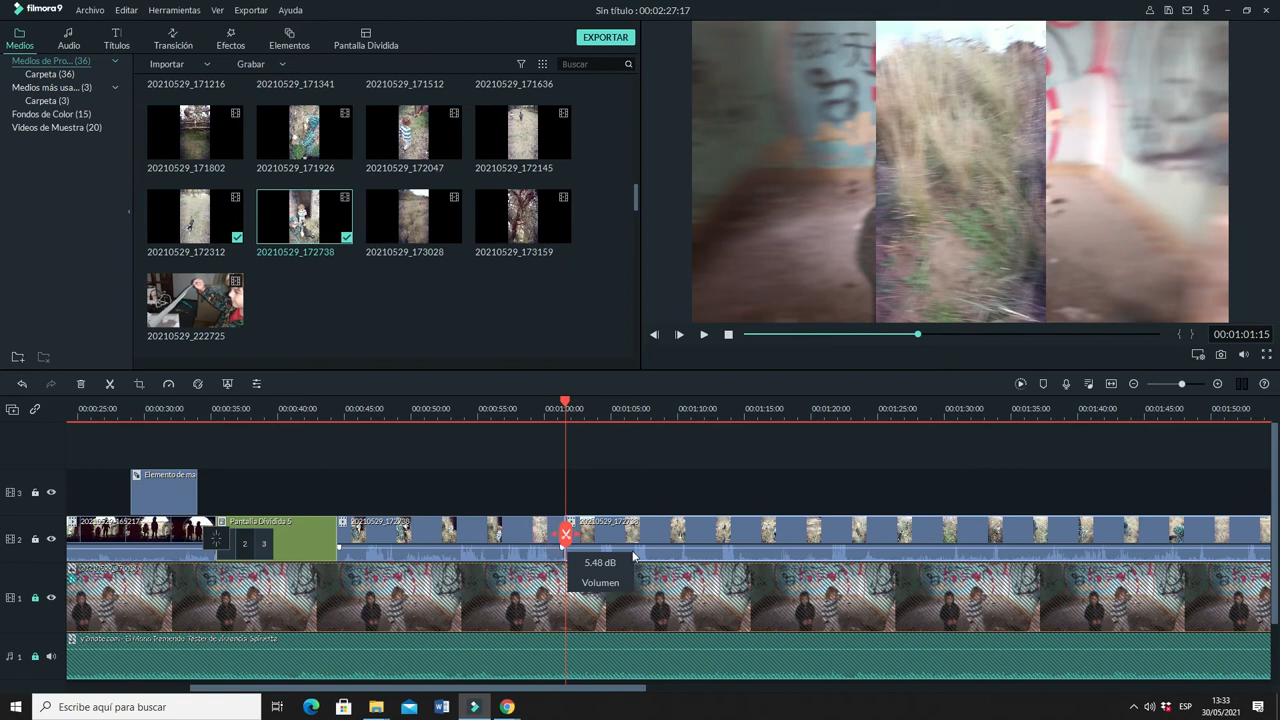 filmora9
Archivo Editar Herramientas Ver Exportar Ayuda
Sin título : 00:02:27:17
Medios Audio Títulos Transición Efectos Elementos Pantalla Dividida
EXPORTAR
Medios de Pro... (36)
Carpeta (36)
Medios más usa... (3)
Carpeta (3)
Fondos de Color (15)
Videos de Muestra (20)
Importar Grabar Buscar
20210529_171216 20210529_171341 20210529_171512 20210529_171636
20210529_171802 20210529_171926 20210529_172047 20210529_172145
20210529_172312 20210529_172738 20210529_173028 20210529_173159
20210529_222725
00:01:01:15
00:00:25:00 00:00:30:00 00:00:35:00 00:00:40:00 00:00:45:00 00:00:50:00 00:00:55:00 00:01:00:00 00:01:05:00 00:01:10:00 00:01:15:00 00:01:20:00 00:01:25:00 00:01:30:00 00:01:35:00 00:01:40:00 00:01:45:00 00:01:50:00
3
Elemento de ma
2
Pantalla Dividida 5
20210529_172738
20210529_172738
2 3
5.48 dB
Volumen
1
1
Escribe aquí para buscar
ESP
13:33
30/05/2021